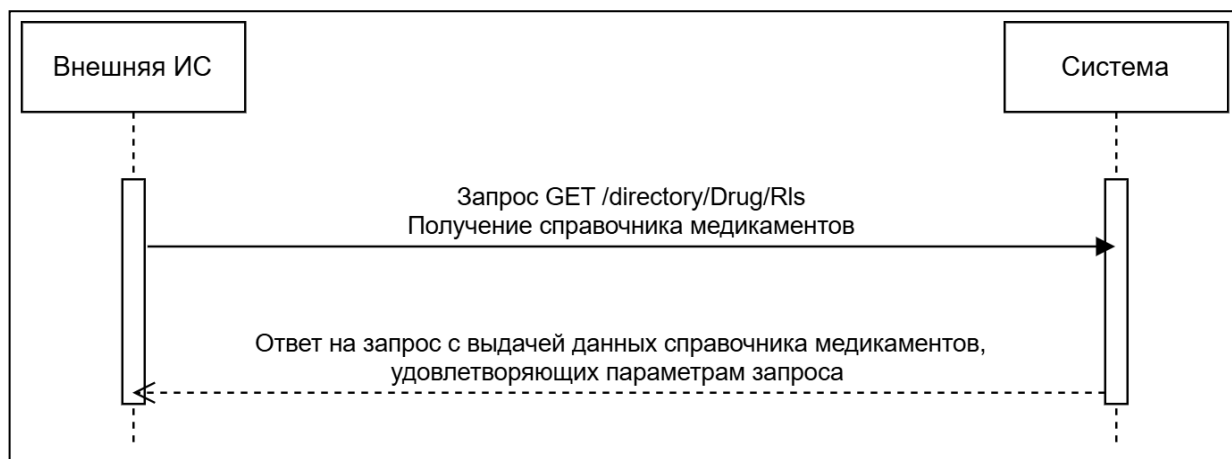 Внешняя ИС
Система
Запрос GET /directory/Drug/Rls
Получение справочника медикаментов
Ответ на запрос с выдачей данных справочника медикаментов,
удовлетворяющих параметрам запроса